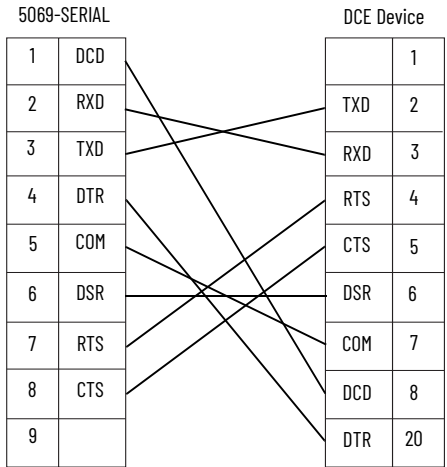 5069-SERIAL DCE Device
1 DCD 1
2 RXD TXD 2
3 TXD RXD 3
4 DTR RTS 4
5 COM CTS 5
6 DSR DSR 6
7 RTS COM 7
8 CTS DCD 8
9 DTR 20